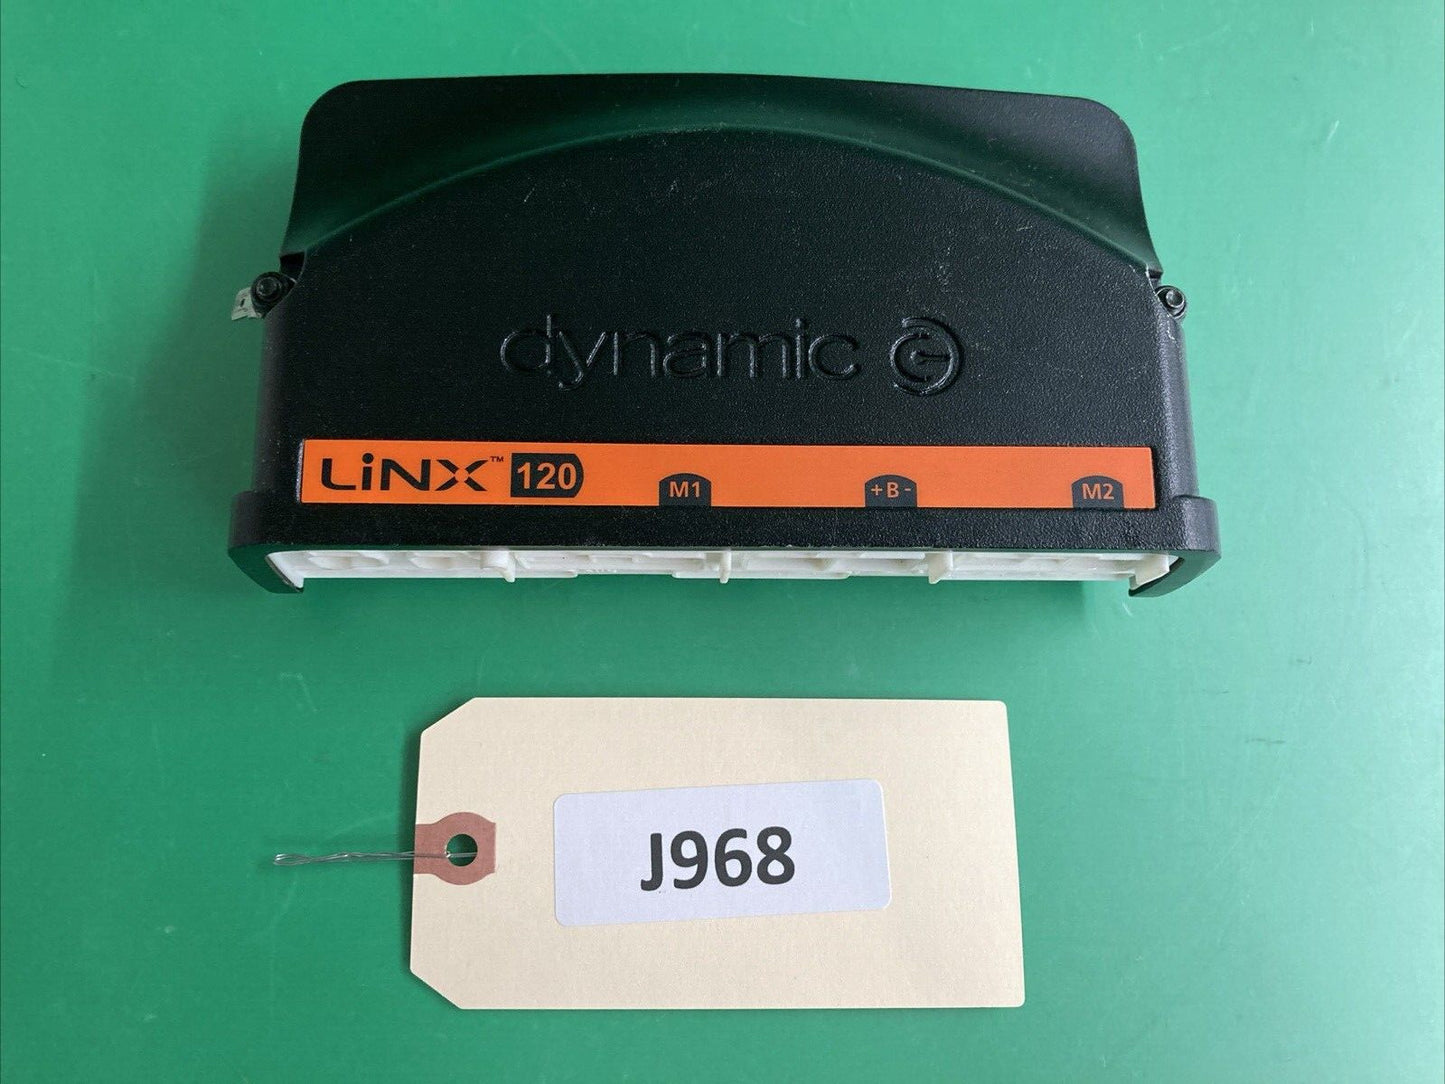 dynamic
LiNX™ 120 M1 +B- M2
J968